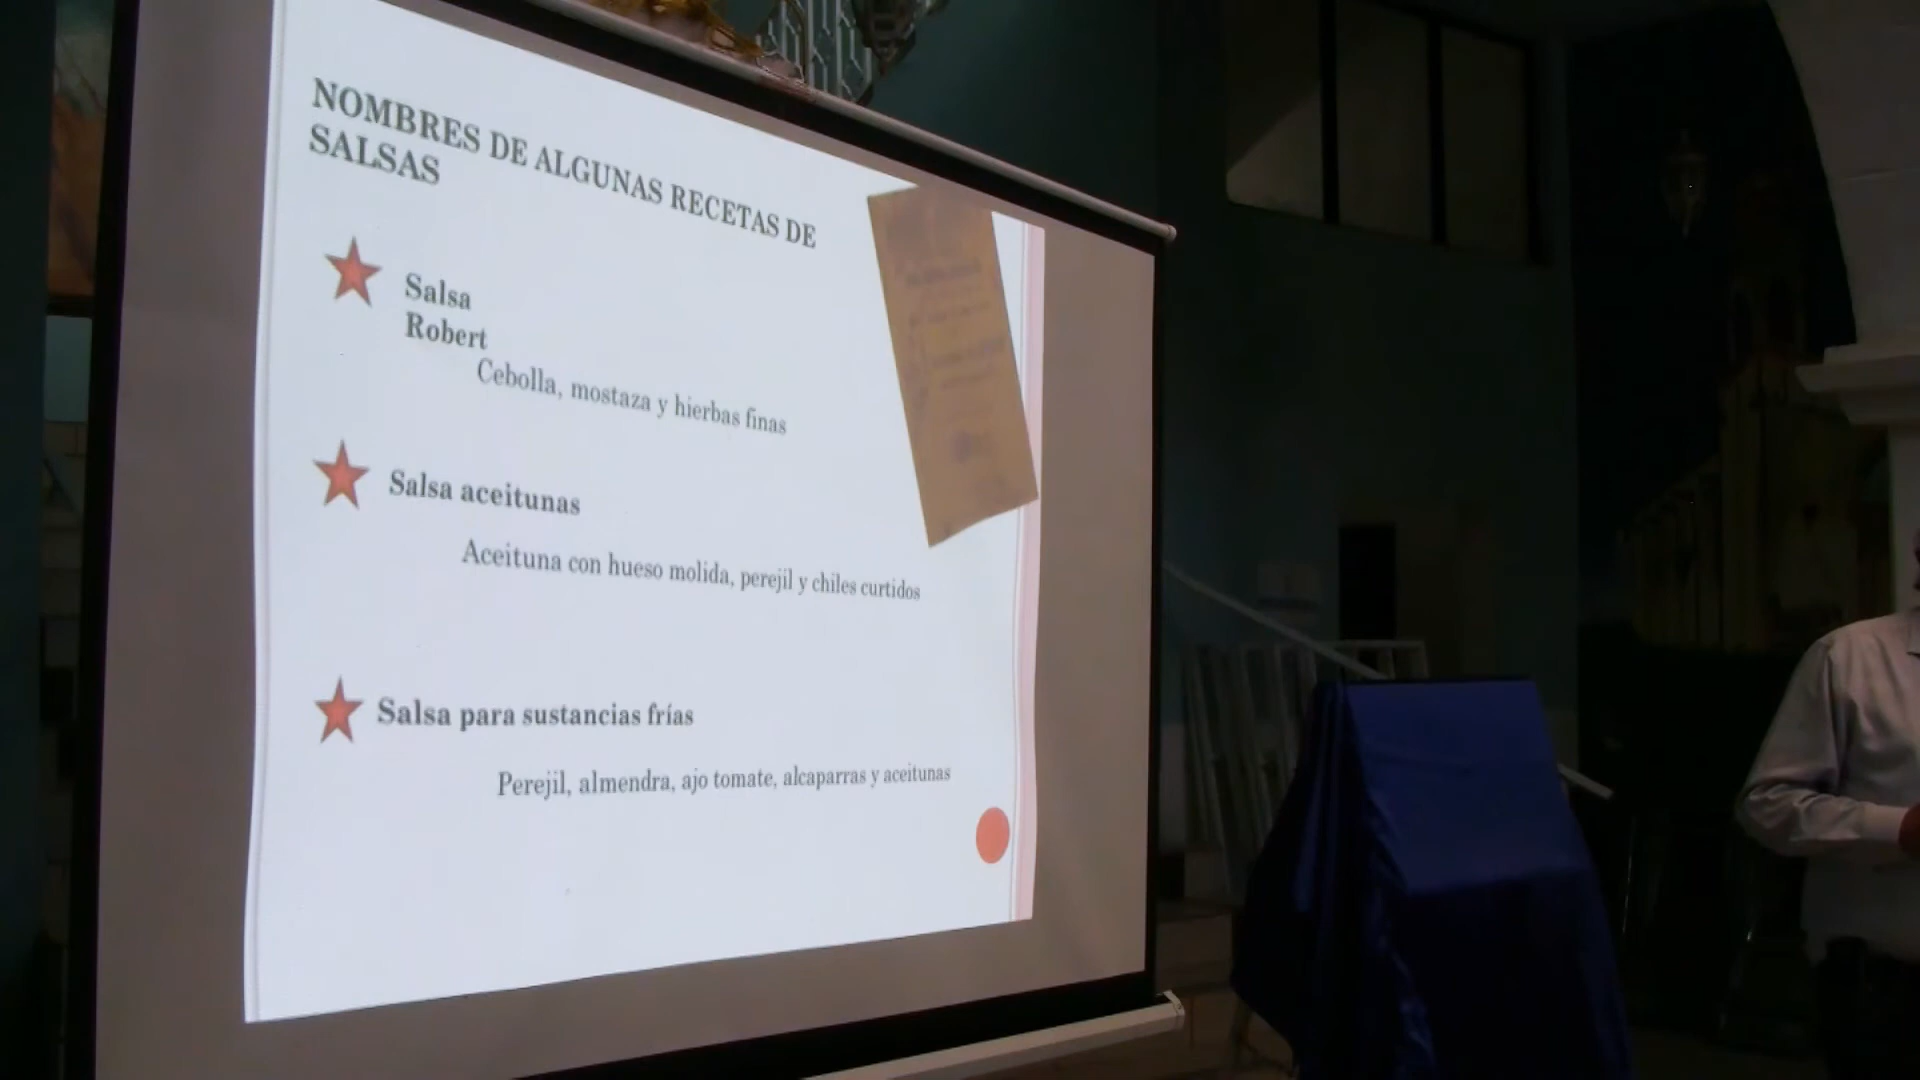 NOMBRES DE ALGUNAS RECETAS DE
SALSAS
Salsa
Robert
Cebolla, mostaza y hierbas finas
Salsa aceitunas
Aceituna con hueso molida, perejil y chiles curtidos
Salsa para sustancias frías
Perejil, almendra, ajo tomate, alcaparras y aceitunas